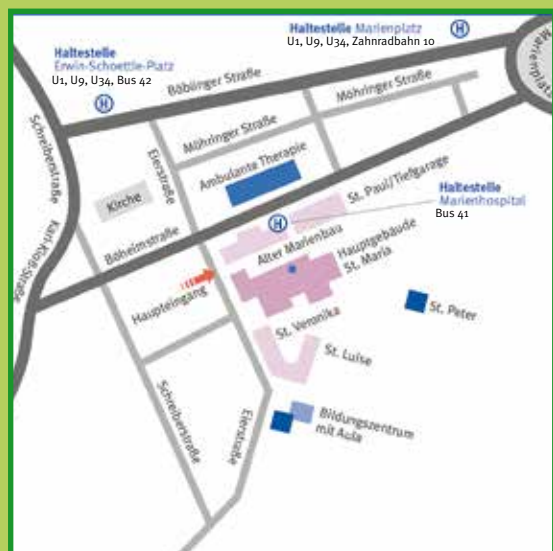 Haltestelle Marienplatz
U1, U9, U34, Zahnradbahn 10
Marienplatz
Haltestelle
Erwin-Schoettle-Platz
U1, U9, U34, Bus 42
H
H
Böblinger Straße
Möhringer Straße
Möhringer Straße
Schreiberstraße
Eierstraße
Ambulante Therapie
Kirche
St. Paul/Tiefgarage
Haltestelle
Marienhospital
Bus 41
H
Karl-Kloß-Straße
Böheimstraße
Alter Marienbau
Hauptgebäude
St. Maria
Haupteingang
St. Peter
St. Veronika
St. Luise
Schreiberstraße
Eierstraße
Bildungszentrum
mit Aula